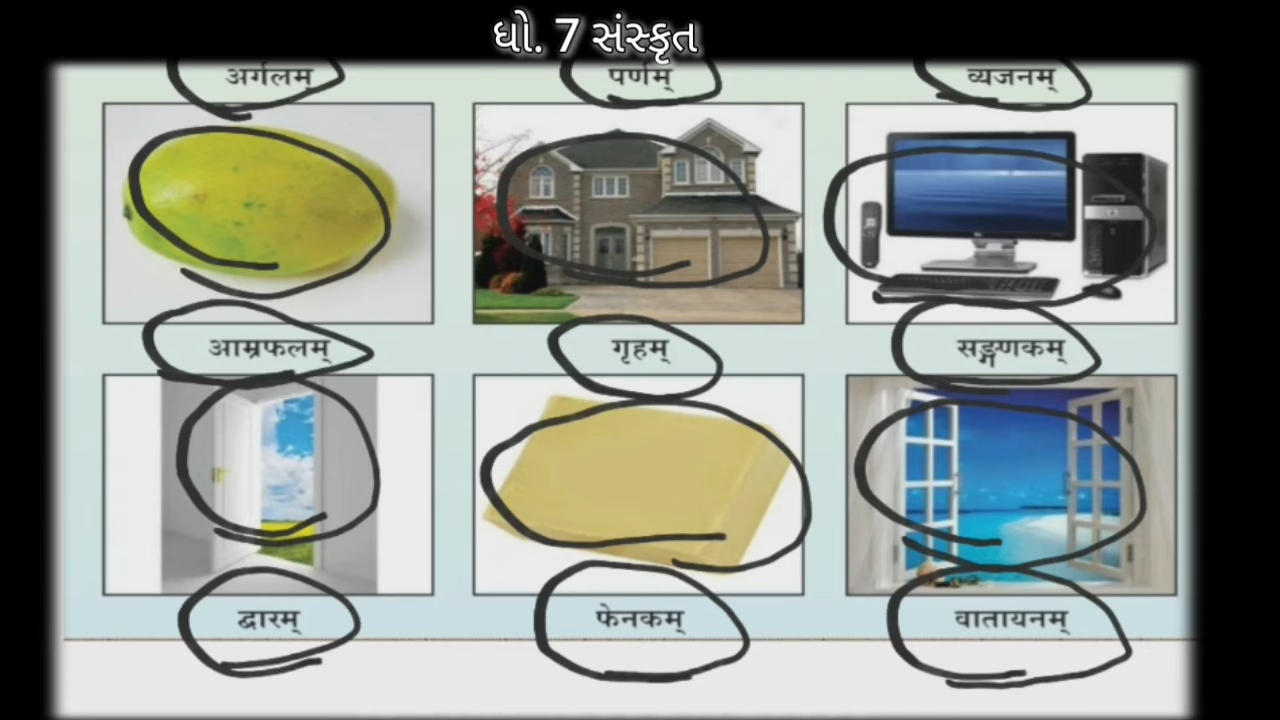 ધો. 7 સંસ્કૃત
अर्गलम् पर्णम् व्यजनम्
आम्रफलम् गृहम् सङ्गणकम्
द्वारम् फेनकम् वातायनम्